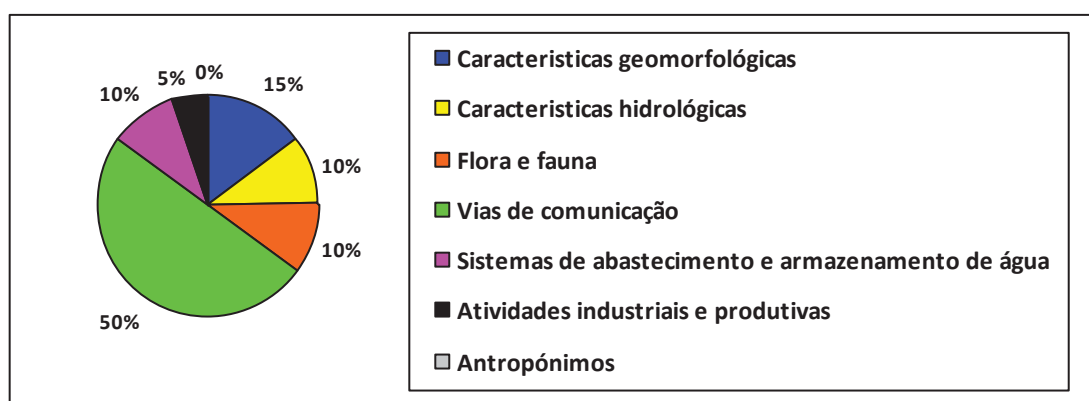 5% 0%
10% 15%
10%
10%
50%
Caracteristicas geomorfológicas
Caracteristicas hidrológicas
Flora e fauna
Vias de comunicação
Sistemas de abastecimento e armazenamento de água
Atividades industriais e produtivas
Antropónimos